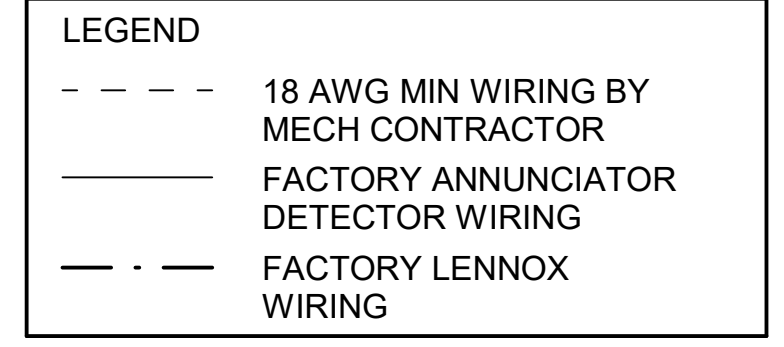 LEGEND
18 AWG MIN WIRING BY
MECH CONTRACTOR
FACTORY ANNUNCIATOR
DETECTOR WIRING
FACTORY LENNOX
WIRING